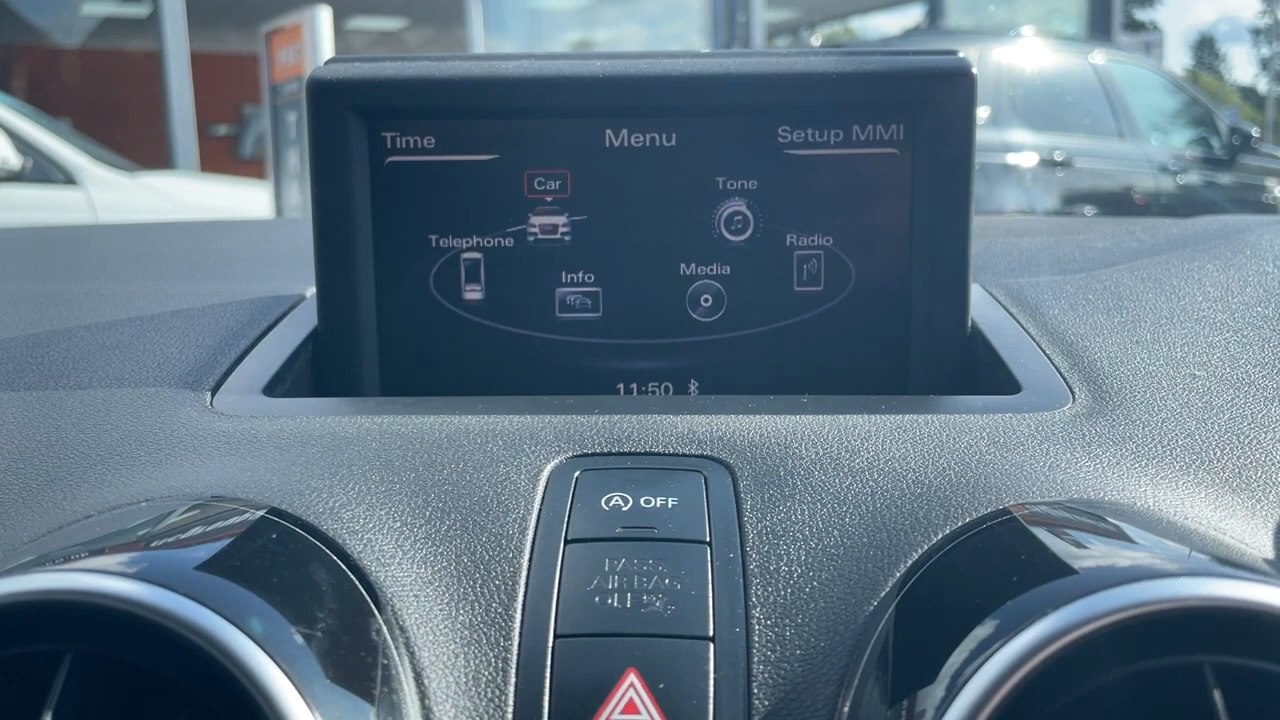 Time Menu Setup MMI
Car Tone
Telephone Radio
Info Media
11:50
A OFF
PASS
AIR BAG
OFF